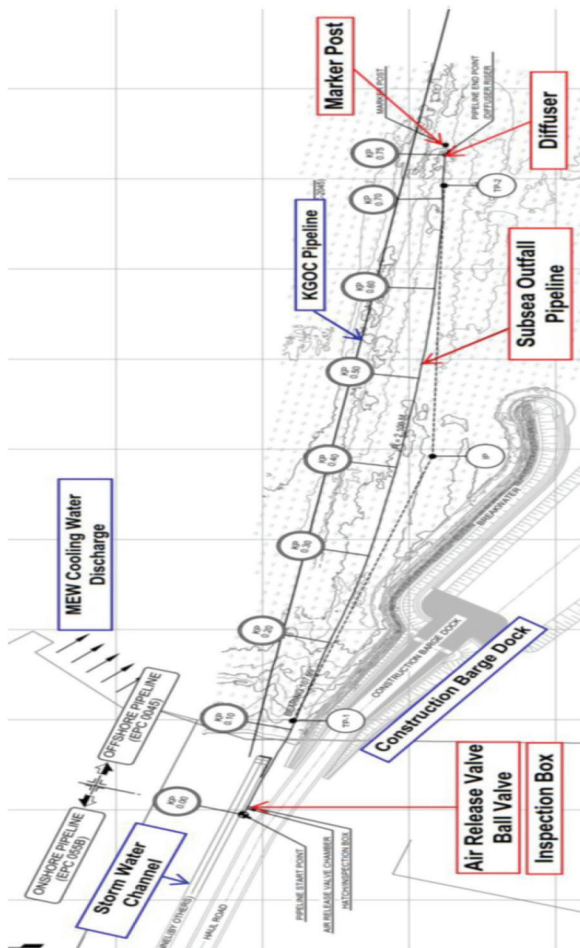 ONSHORE PIPELINE
(EPC 055B)
OFFSHORE PIPELINE
(EPC 0045)
MEW Cooling Water
Discharge
Storm Water
Channel
HAUL ROAD
KP
0.00
KP
0.10
KP
0.20
KP
0.30
KP
0.40
KP
0.50
KP
0.60
KP
0.70
KP
0.75
KGOC Pipeline
Marker Post
MARKER POST
PIPELINE END POINT
DIFFUSER RISER
Diffuser
TP-1
IP
TP-2
Subsea Outfall
Pipeline
BREAKWATER
CONSTRUCTION BARGE DOCK
Construction Barge Dock
PIPELINE START POINT
AIR RELEASE VALVE CHAMBER
HATCH/INSPECTION BOX
Air Release Valve
Ball Valve
Inspection Box